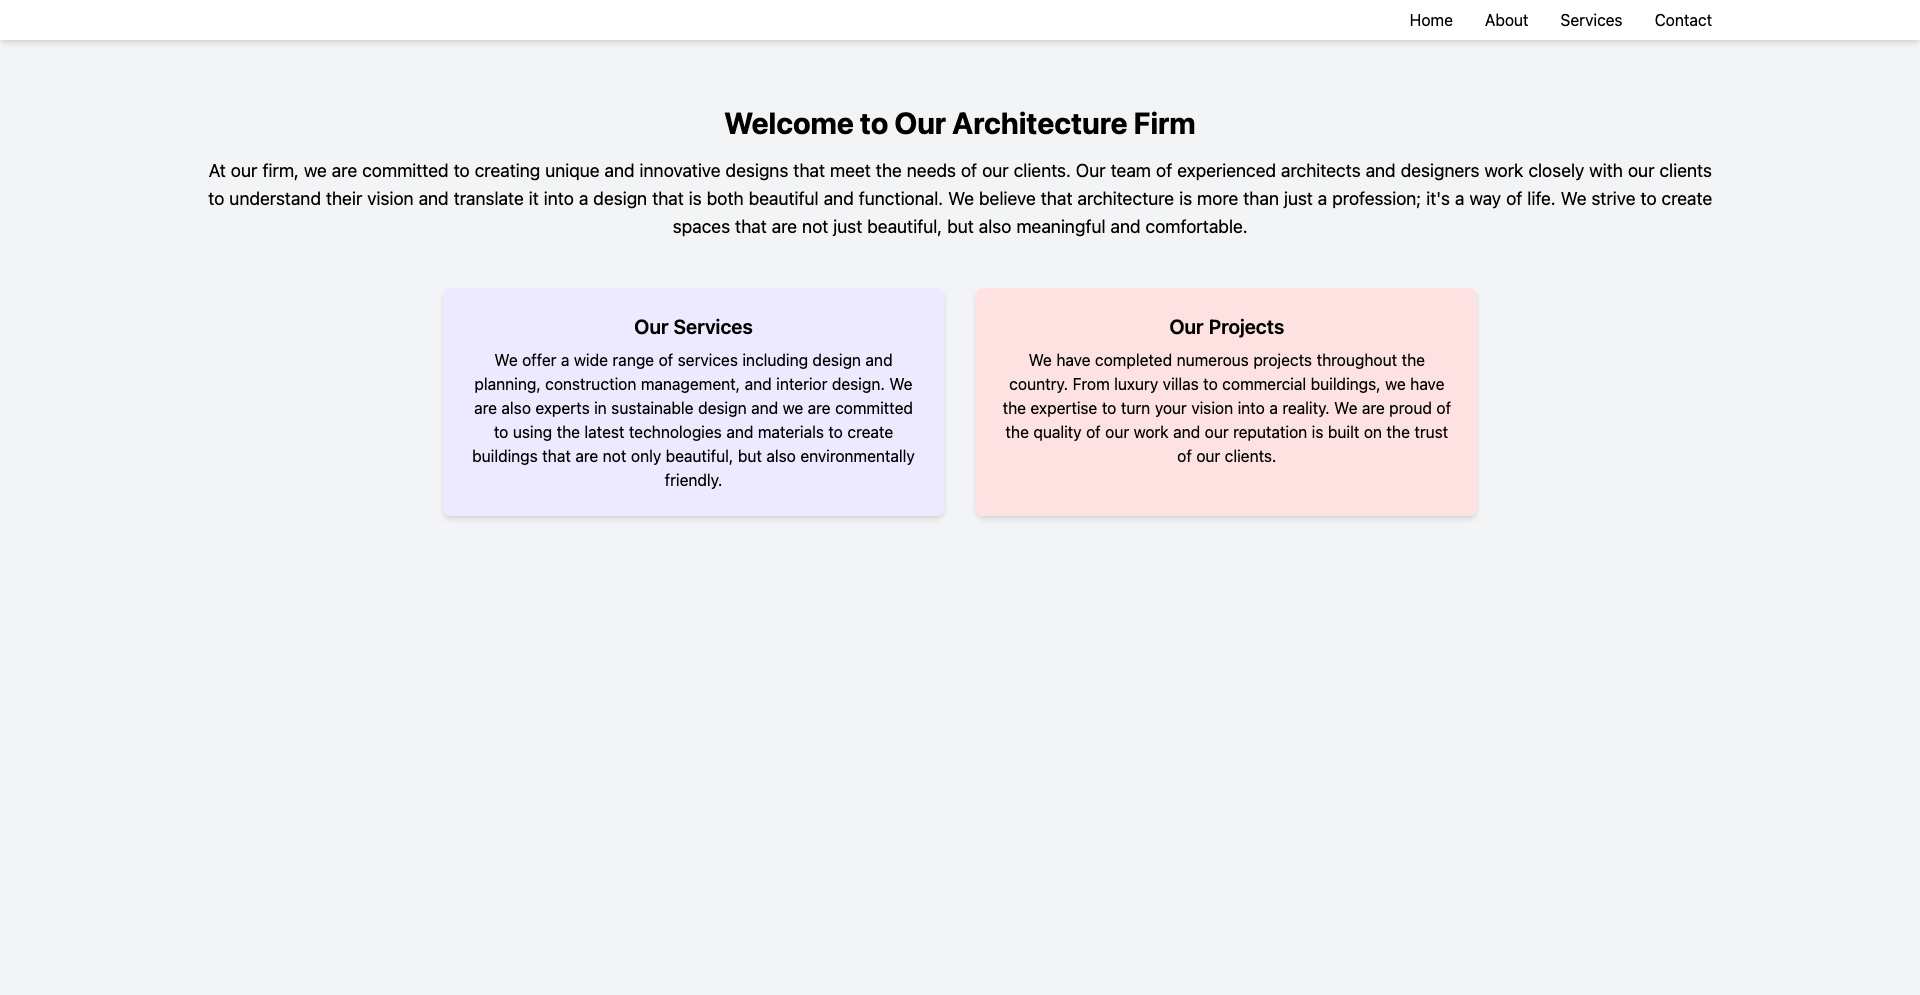 Home About Services Contact
Welcome to Our Architecture Firm
At our firm, we are committed to creating unique and innovative designs that meet the needs of our clients. Our team of experienced architects and designers work closely with our clients
to understand their vision and translate it into a design that is both beautiful and functional. We believe that architecture is more than just a profession; it's a way of life. We strive to create
spaces that are not just beautiful, but also meaningful and comfortable.
Our Services
We offer a wide range of services including design and
planning, construction management, and interior design. We
are also experts in sustainable design and we are committed
to using the latest technologies and materials to create
buildings that are not only beautiful, but also environmentally
friendly.
Our Projects
We have completed numerous projects throughout the
country. From luxury villas to commercial buildings, we have
the expertise to turn your vision into a reality. We are proud of
the quality of our work and our reputation is built on the trust
of our clients.